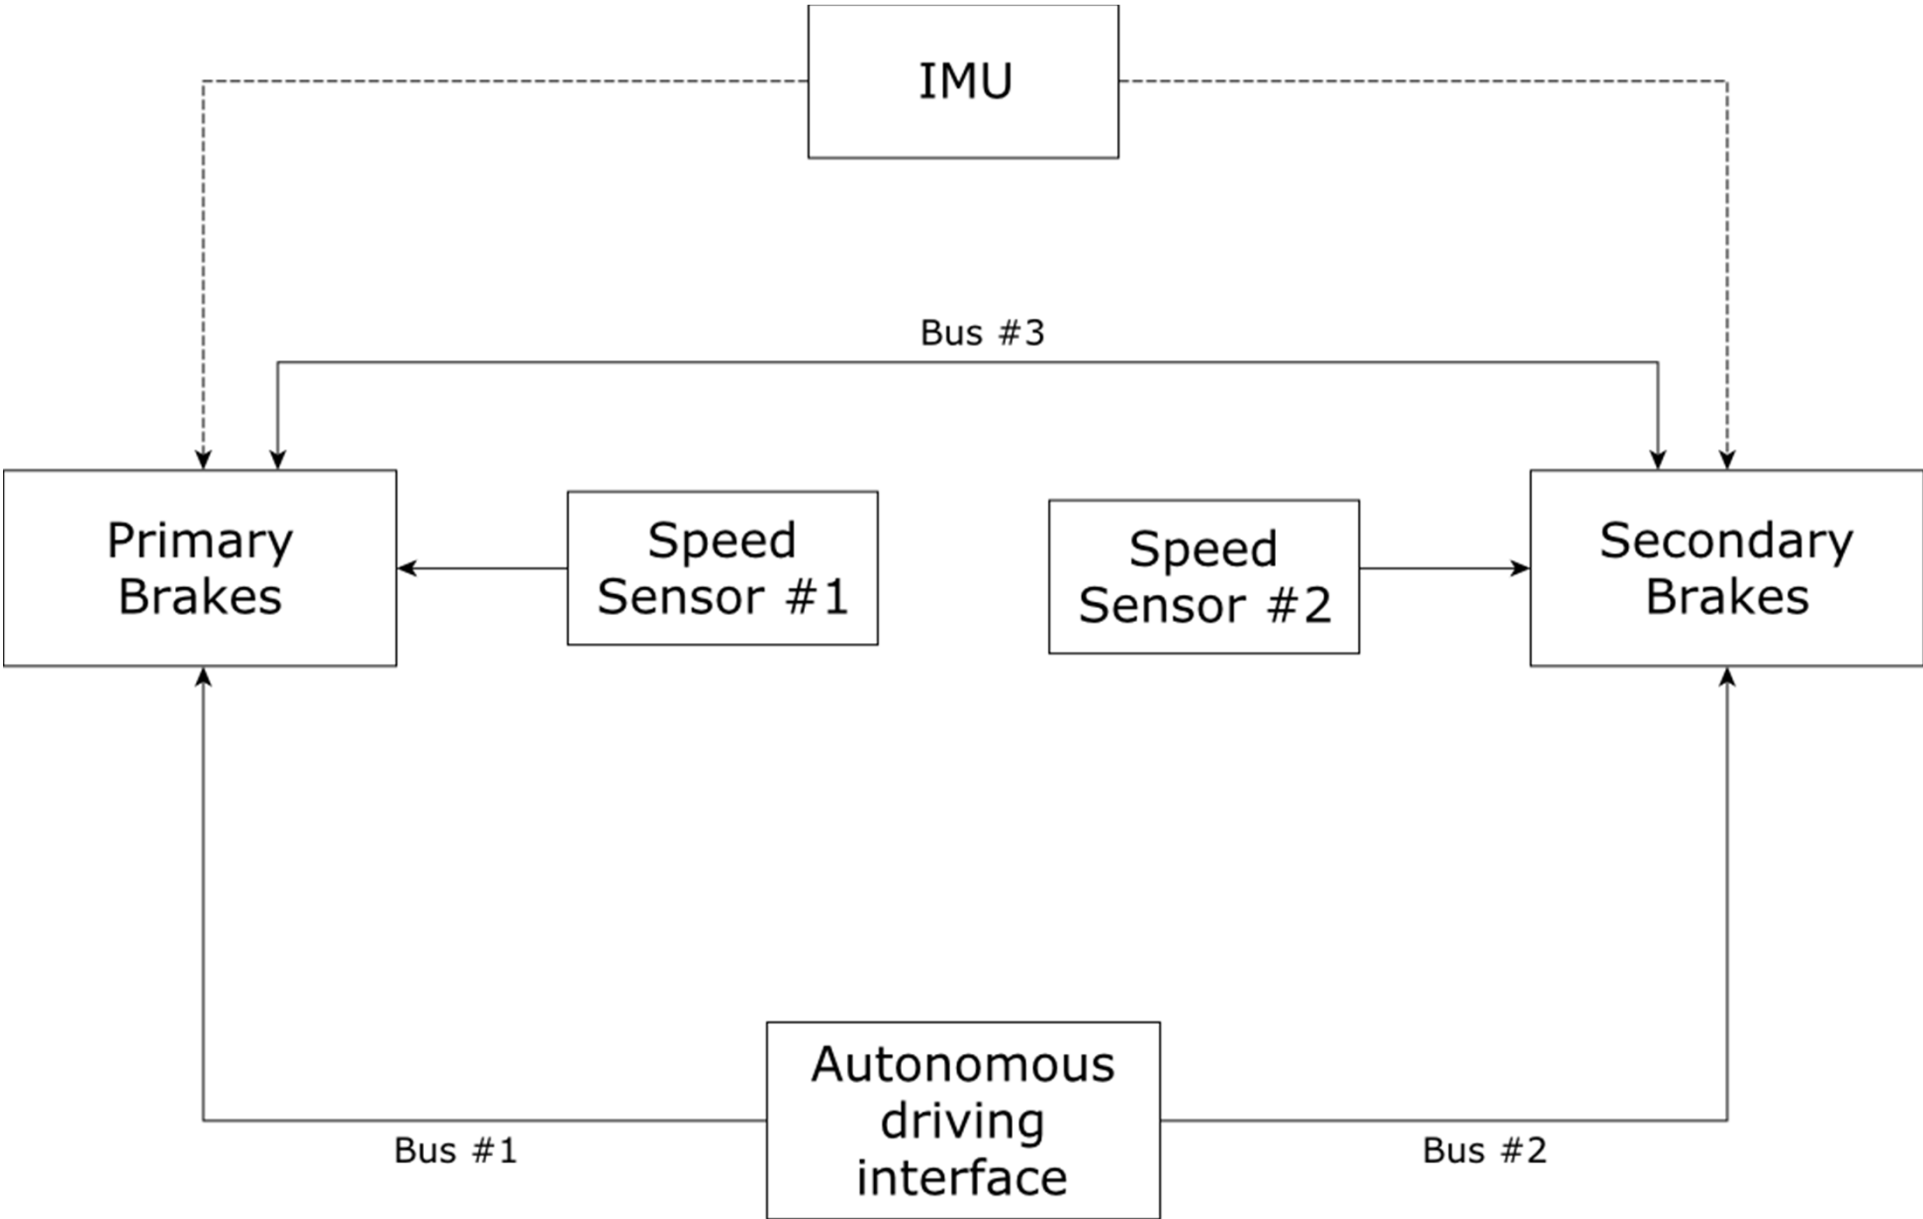 IMU
Bus #3
Primary
Brakes
Speed
Sensor #1
Speed
Sensor #2
Secondary
Brakes
Autonomous
driving
interface
Bus #1
Bus #2